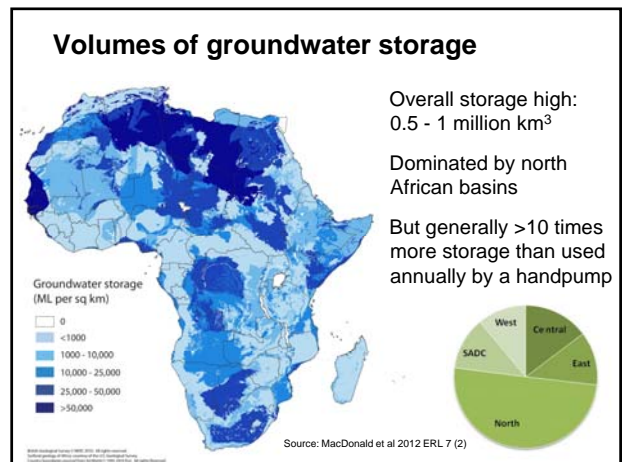 Volumes of groundwater storage
Overall storage high:
0.5 - 1 million km³
Dominated by north
African basins
But generally >10 times
more storage than used
annually by a handpump
Groundwater storage
(ML per sq km)
0
<1000
1000 - 10,000
10,000 - 25,000
25,000 - 50,000
>50,000
West
Central
SADC
East
North
Source: MacDonald et al 2012 ERL 7 (2)